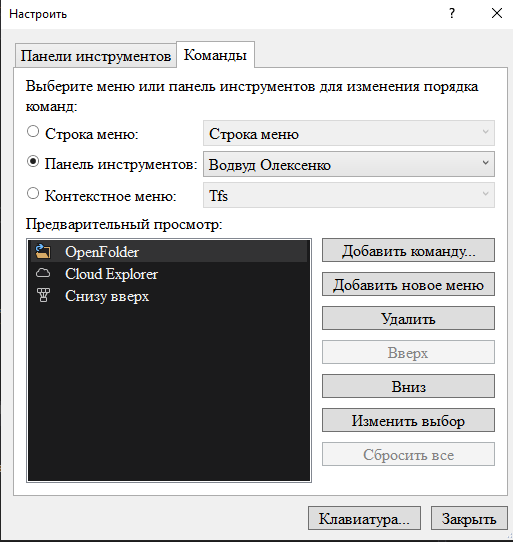 Настроить
?
Панели инструментов Команды
Выберите меню или панель инструментов для изменения порядка
команд:
Строка меню: Строка меню
Панель инструментов: Водвуд Олексенко
Контекстное меню: Tfs
Предварительный просмотр:
OpenFolder
Cloud Explorer
Снизу вверх
Добавить команду...
Добавить новое меню
Удалить
Вверх
Вниз
Изменить выбор
Сбросить все
Клавиатура... Закрыть